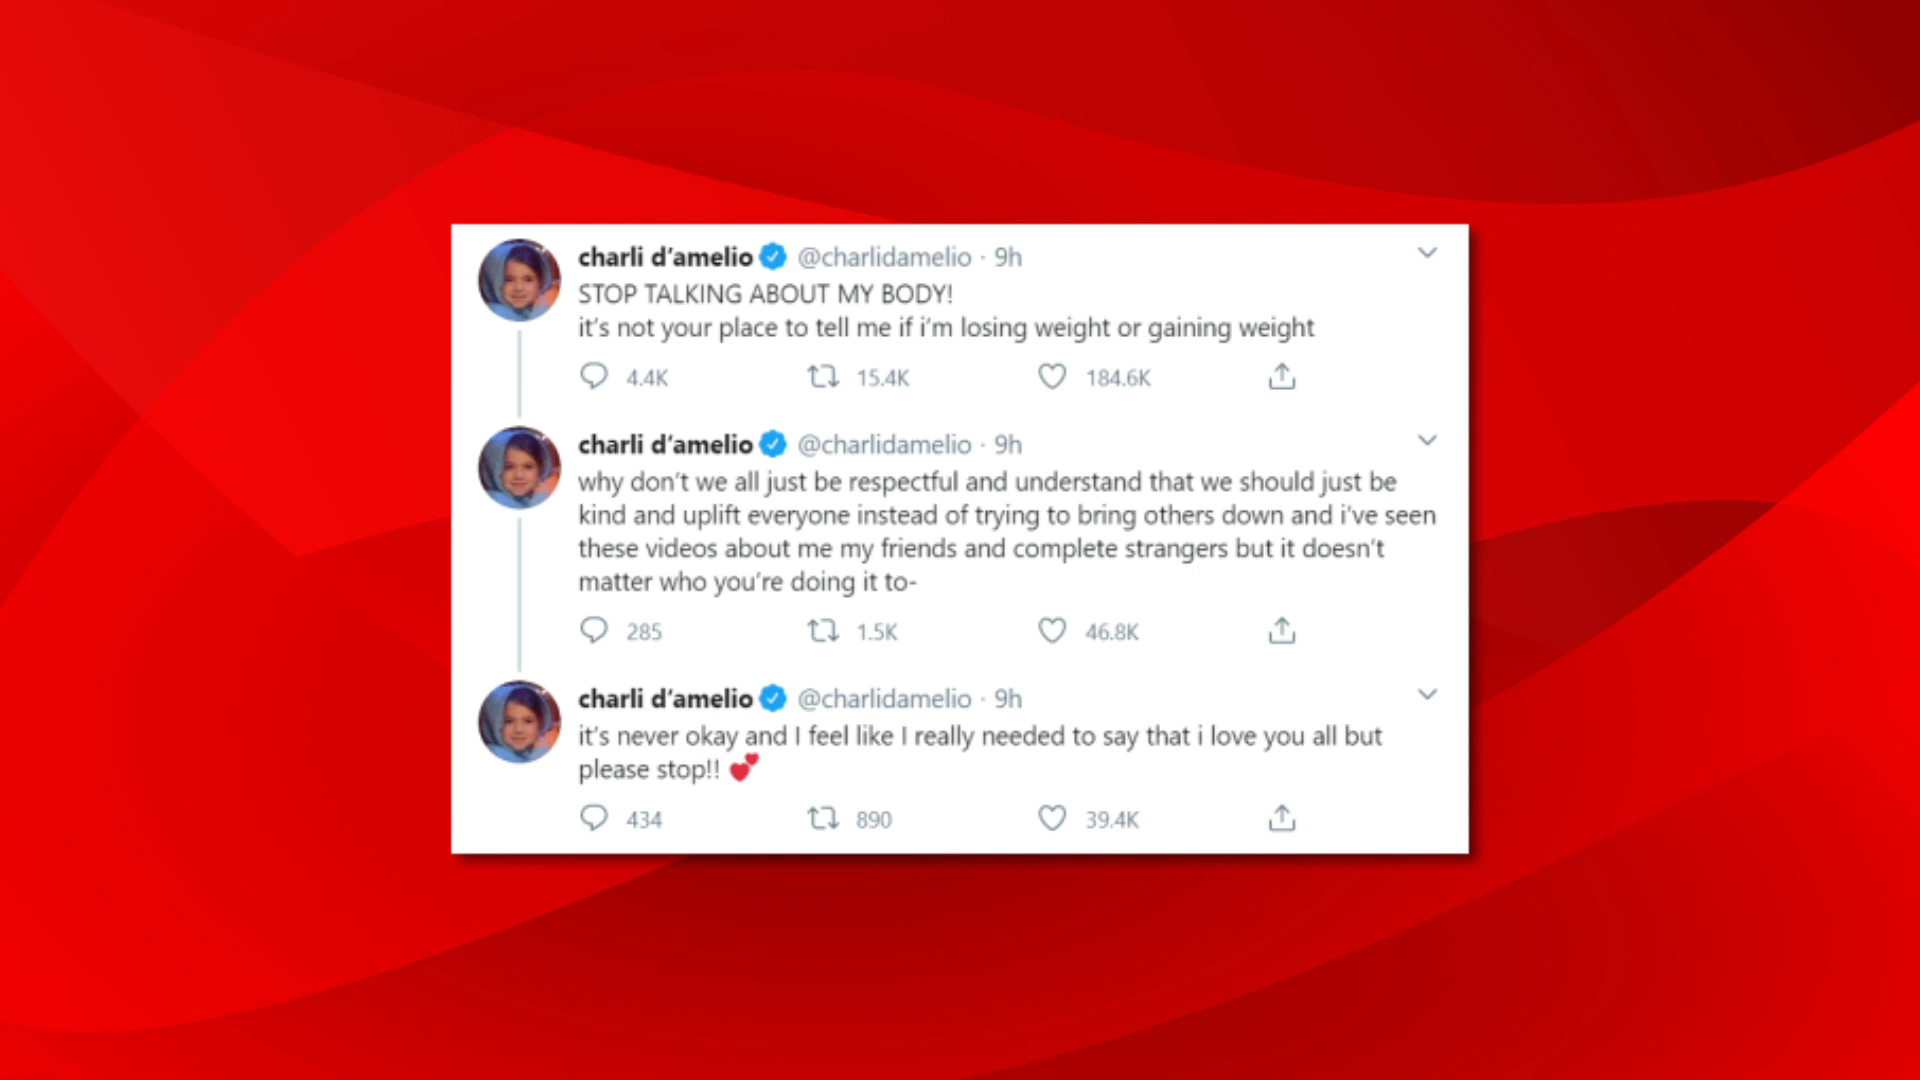 charli d'amelio @charlidamelio · 9h
STOP TALKING ABOUT MY BODY!
it's not your place to tell me if i'm losing weight or gaining weight
4.4K 15.4K 184.6K
charli d'amelio @charlidamelio · 9h
why don't we all just be respectful and understand that we should just be
kind and uplift everyone instead of trying to bring others down and i've seen
these videos about me my friends and complete strangers but it doesn't
matter who you're doing it to-
285 1.5K 46.8K
charli d'amelio @charlidamelio · 9h
it's never okay and I feel like I really needed to say that i love you all but
please stop!! 💕
434 890 39.4K